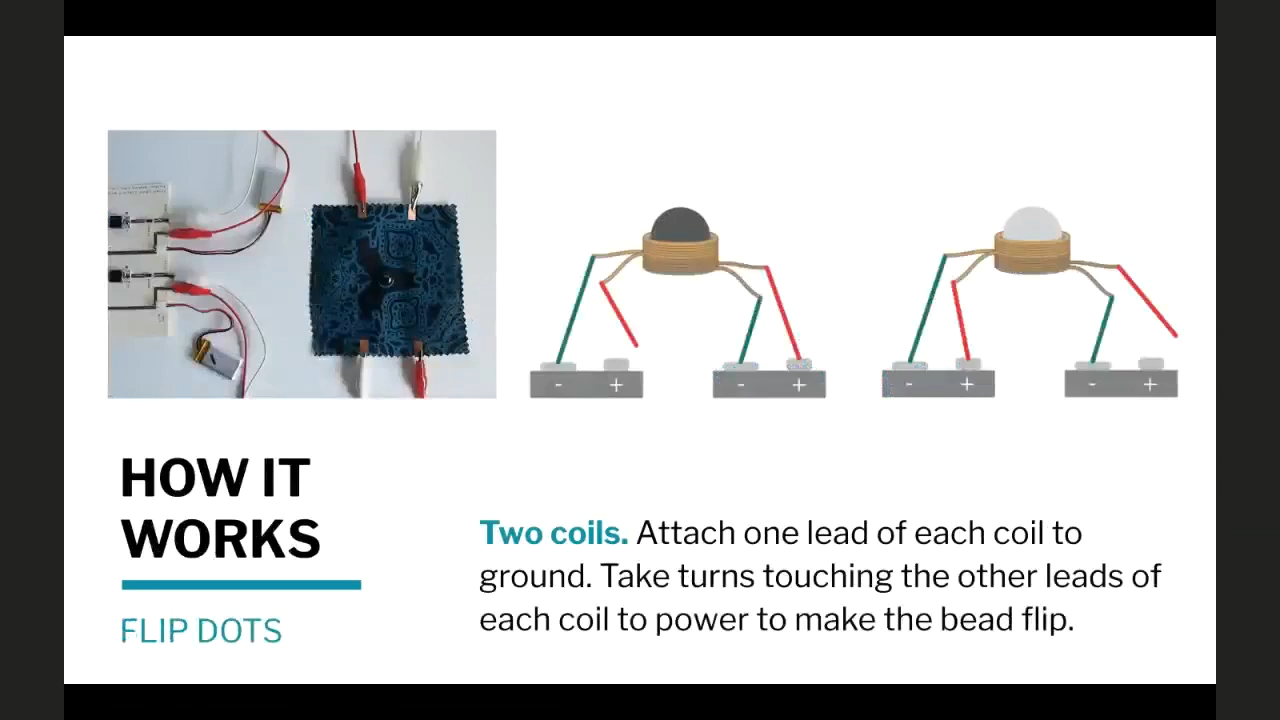 - +
- +
- +
- +
HOW IT
WORKS
FLIP DOTS
Two coils. Attach one lead of each coil to
ground. Take turns touching the other leads of
each coil to power to make the bead flip.